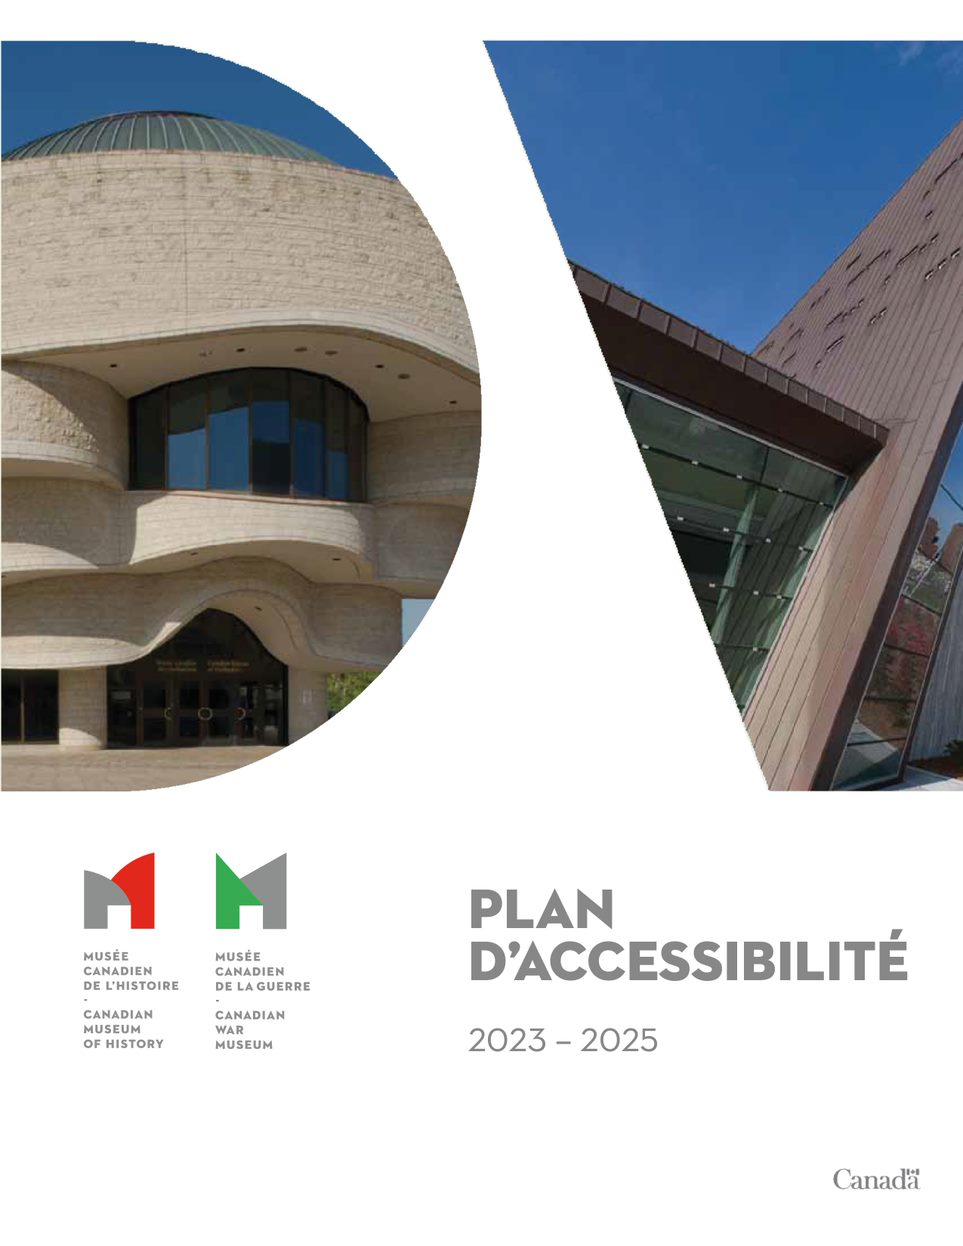 MUSÉE
CANADIEN
DE L'HISTOIRE
-
CANADIAN
MUSEUM
OF HISTORY
MUSÉE
CANADIEN
DE LA GUERRE
-
CANADIAN
WAR
MUSEUM
PLAN
D'ACCESSIBILITÉ
2023 – 2025
Canada